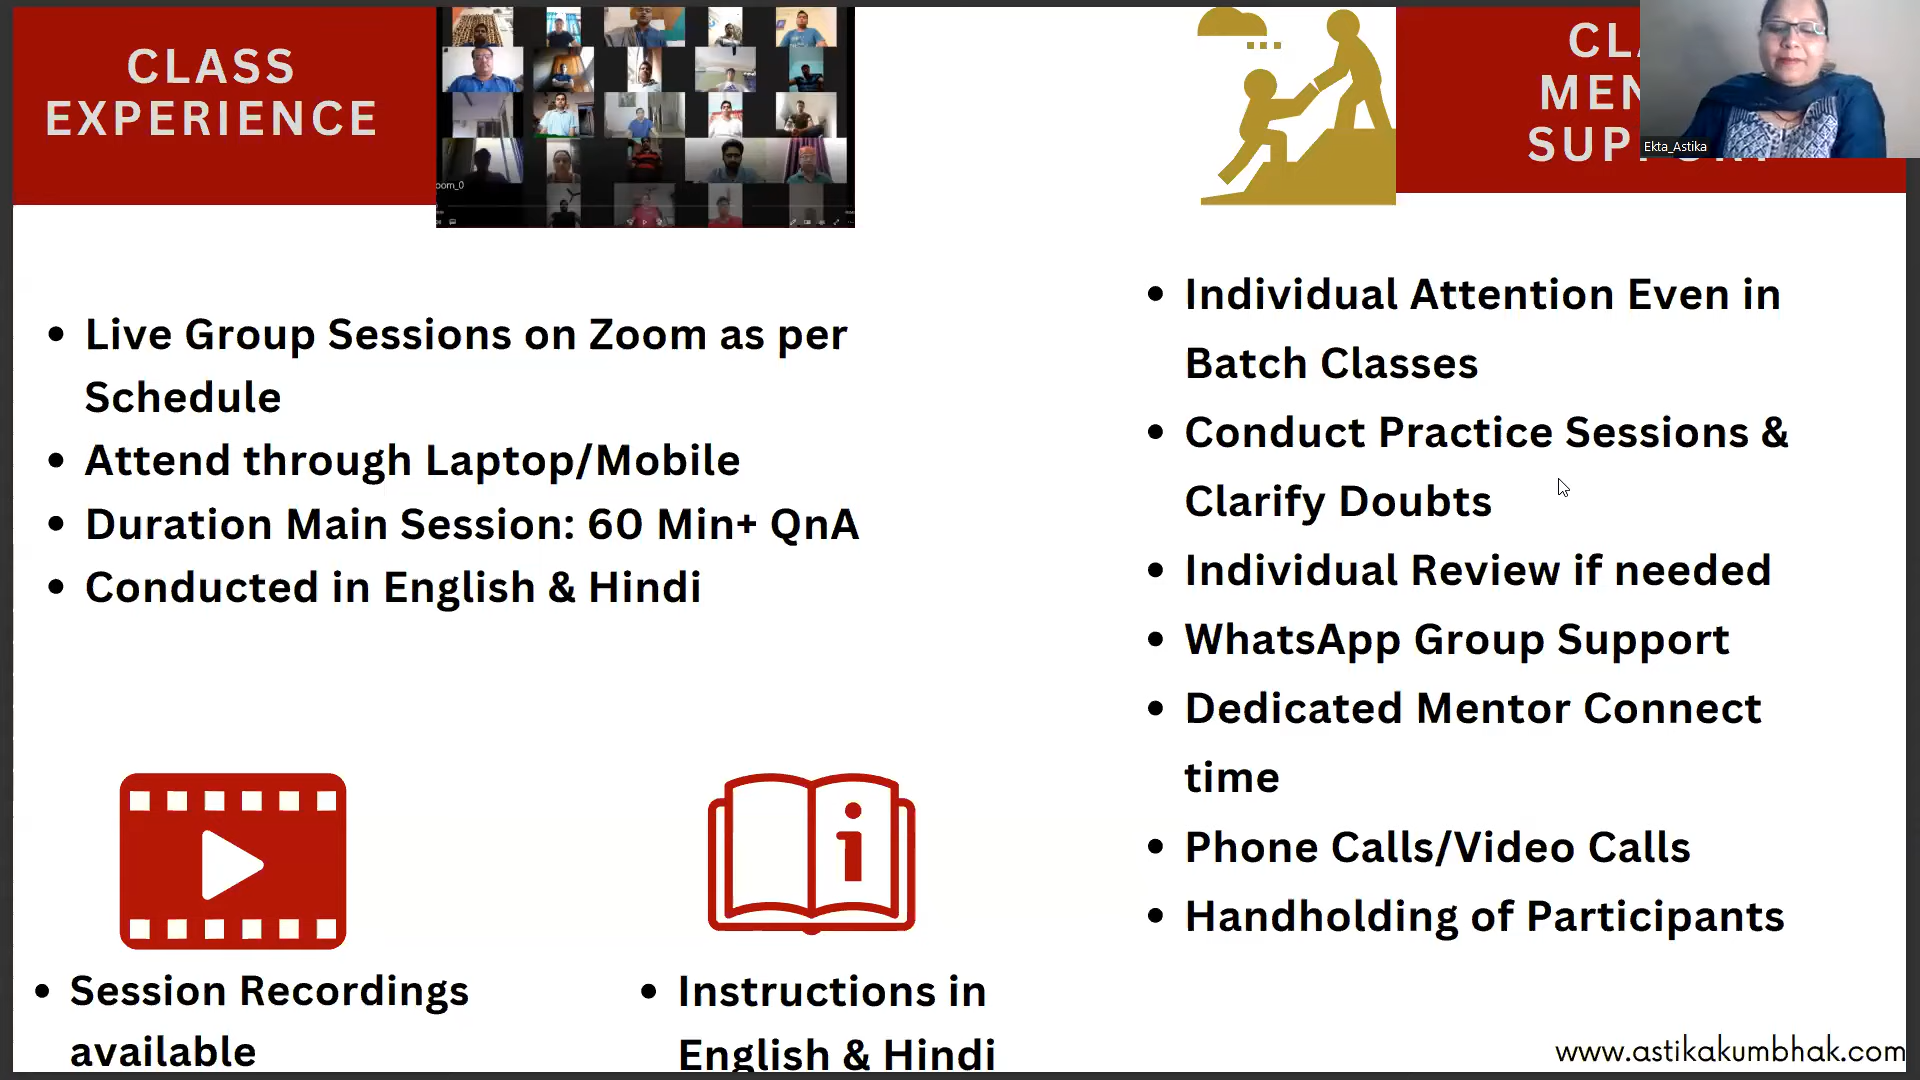 CLASS
EXPERIENCE
oom_0
Live Group Sessions on Zoom as per
Schedule
Attend through Laptop/Mobile
Duration Main Session: 60 Min+ QnA
Conducted in English & Hindi
Session Recordings
available
Instructions in
English & Hindi
Ekta_Astika
Individual Attention Even in
Batch Classes
Conduct Practice Sessions &
Clarify Doubts
Individual Review if needed
WhatsApp Group Support
Dedicated Mentor Connect
time
Phone Calls/Video Calls
Handholding of Participants
www.astikakumbhak.com